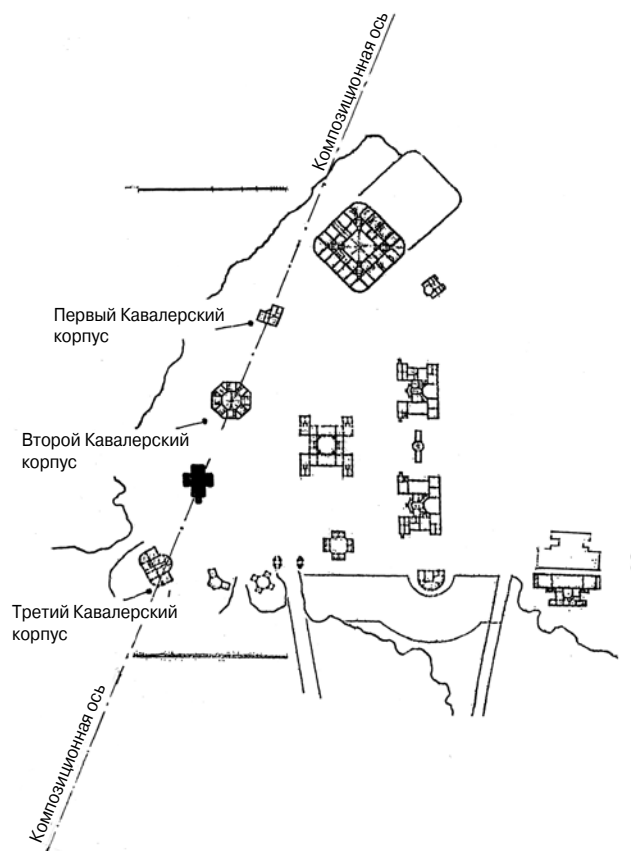 Композиционная ось
Первый Кавалерский
корпус
Второй Кавалерский
корпус
Третий Кавалерский
корпус
Композиционная ось